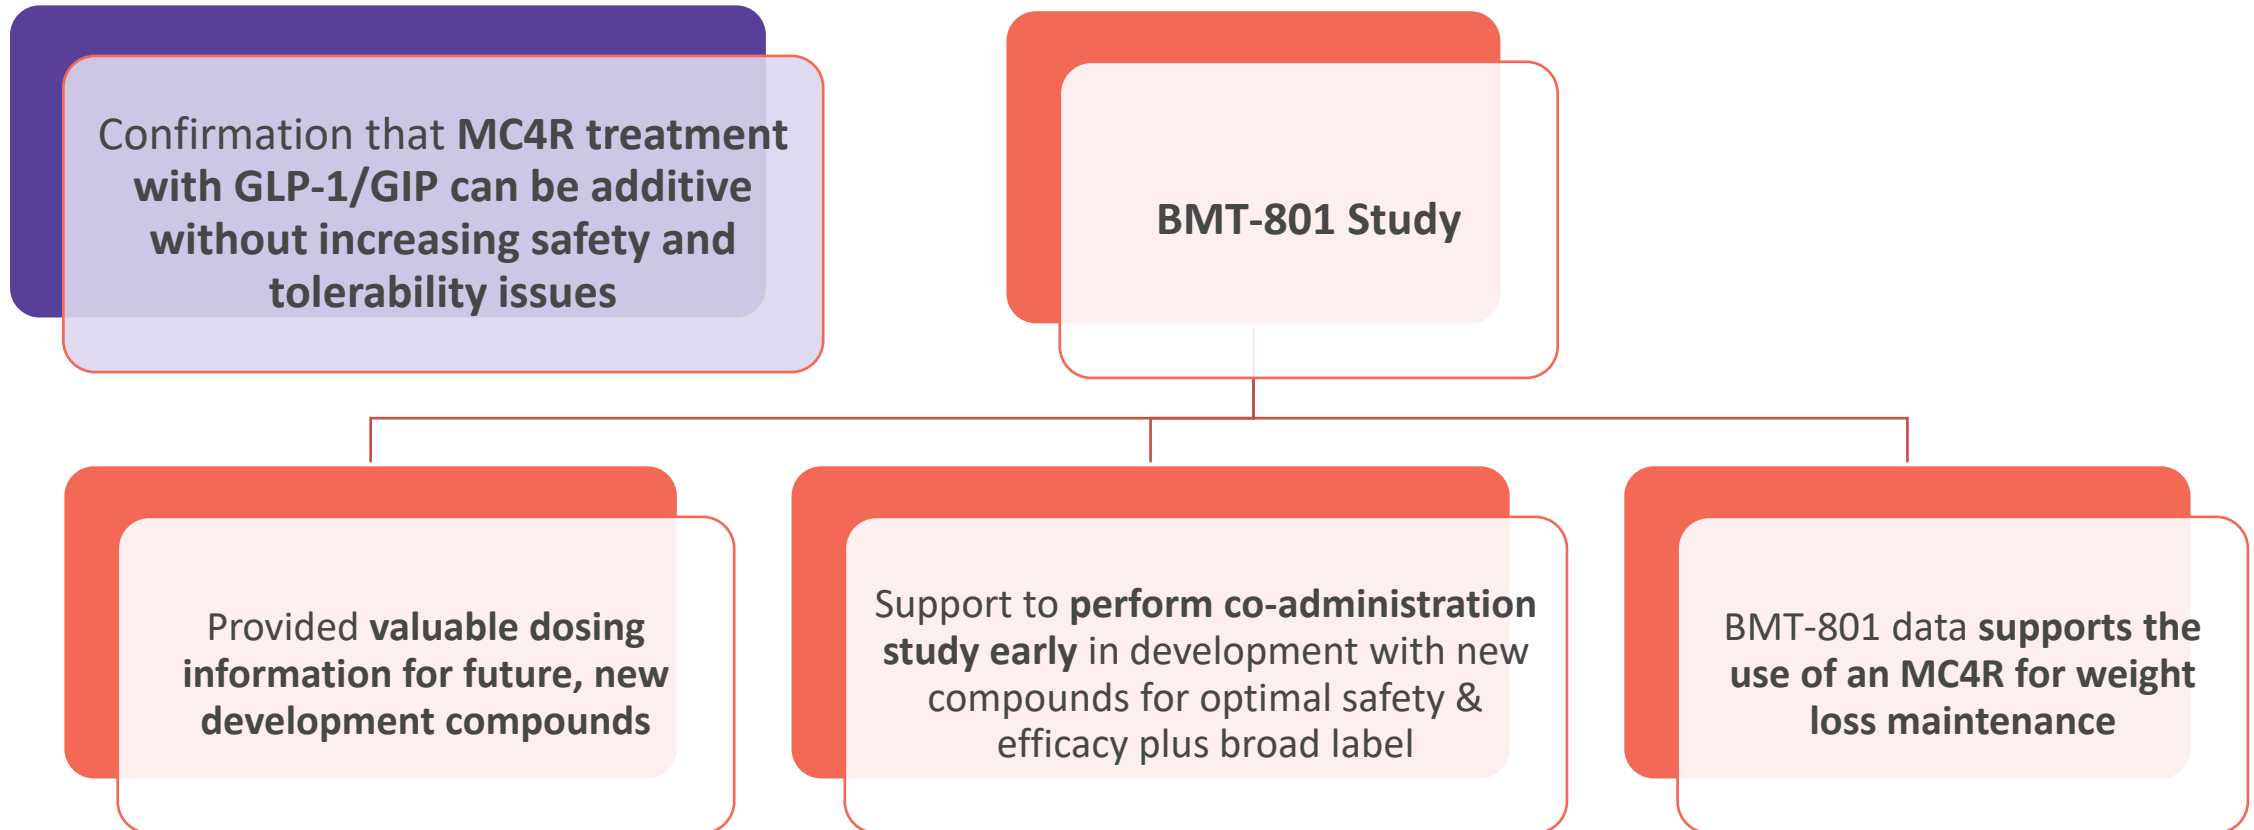 Confirmation that MC4R treatment
with GLP-1/GIP can be additive
without increasing safety and
tolerability issues
BMT-801 Study
Provided valuable dosing
information for future, new
development compounds
Support to perform co-administration
study early in development with new
compounds for optimal safety &
efficacy plus broad label
BMT-801 data supports the
use of an MC4R for weight
loss maintenance